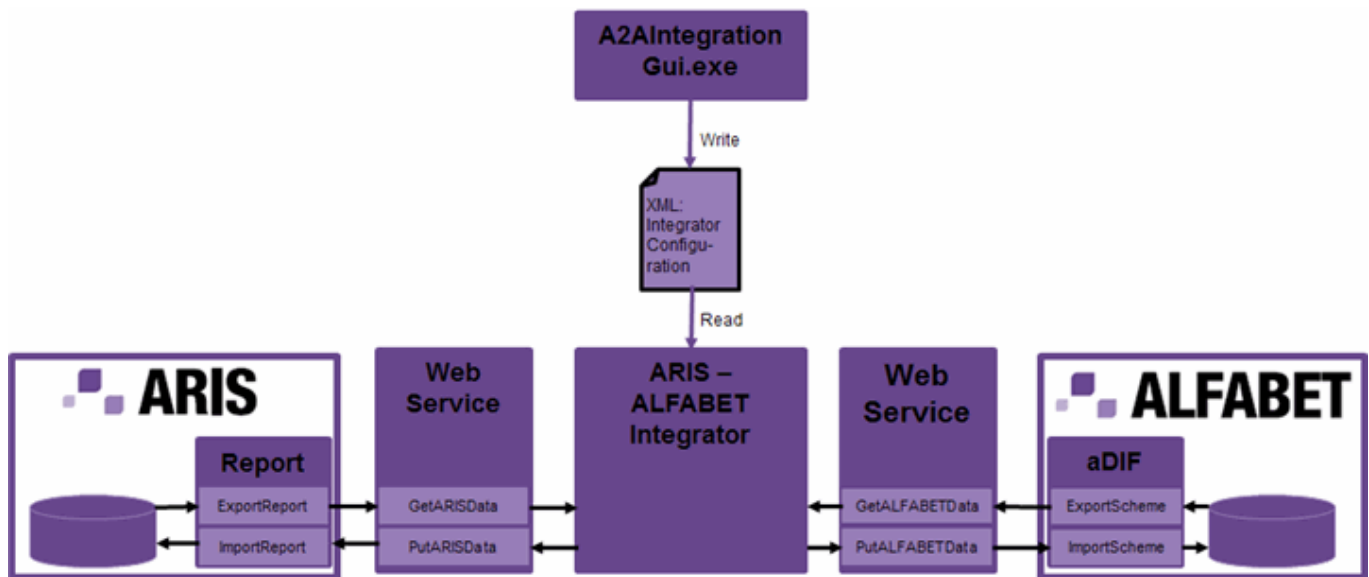 A2AIntegration
Gui.exe
Write
XML:
Integrator
Configu-
ration
Read
ARIS
Report
ExportReport
ImportReport
Web
Service
GetARISData
PutARISData
ARIS –
ALFABET
Integrator
Web
Service
GetALFABETData
PutALFABETData
ALFABET
aDIF
ExportScheme
ImportScheme